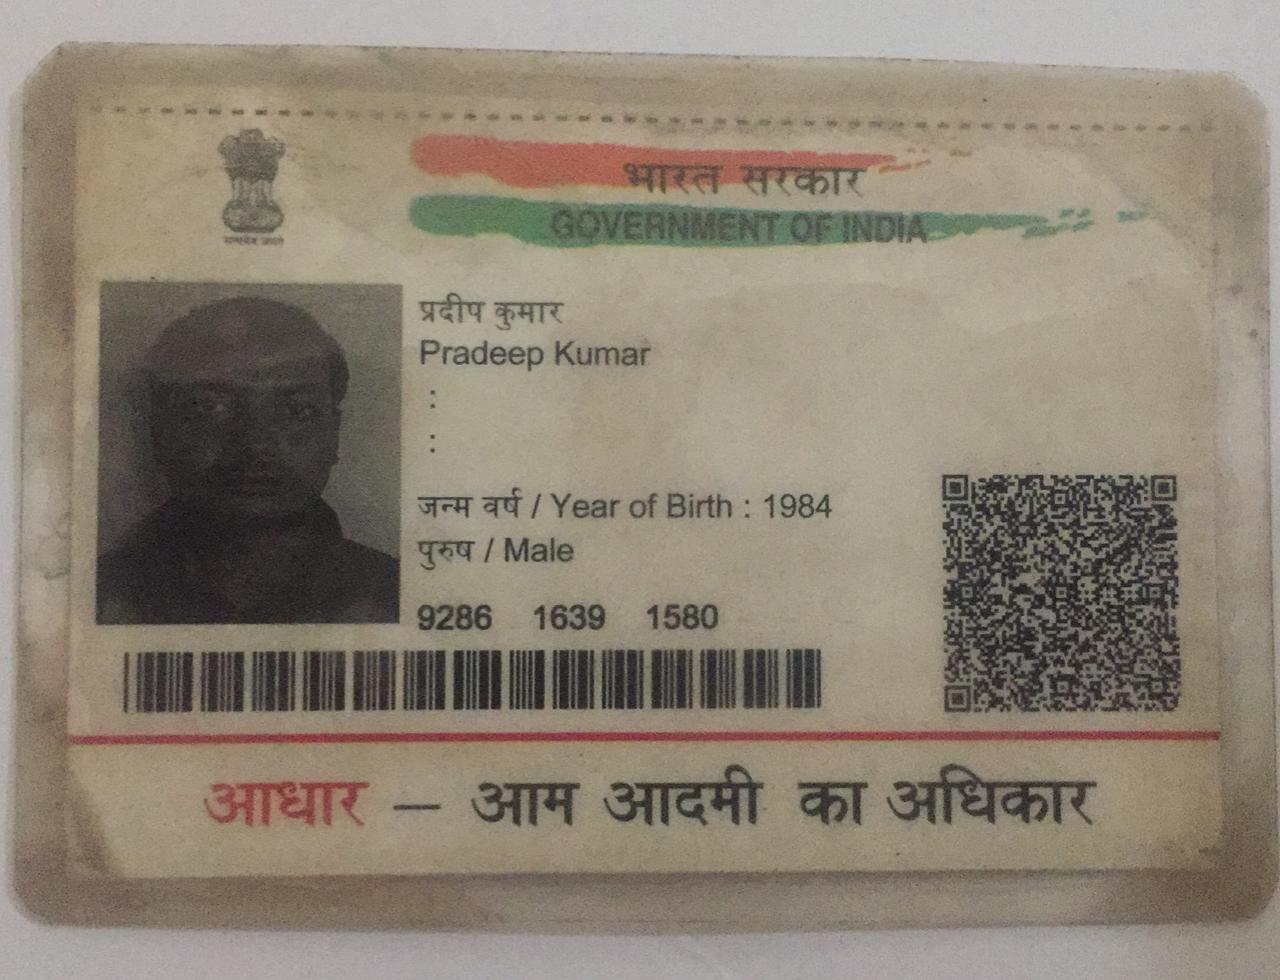 भारत सरकार
GOVERNMENT OF INDIA
सत्यमेव जयते
प्रदीप कुमार
Pradeep Kumar
:
:
जन्म वर्ष / Year of Birth : 1984
पुरुष / Male
9286 1639 1580
आधार – आम आदमी का अधिकार